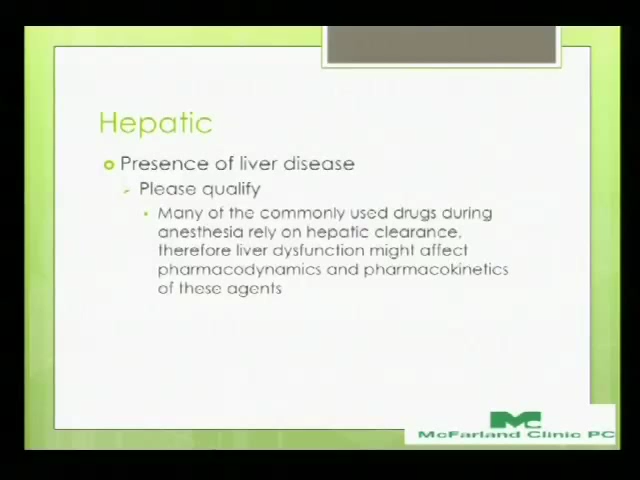 Hepatic
Presence of liver disease
Please qualify
Many of the commonly used drugs during
anesthesia rely on hepatic clearance,
therefore liver dysfunction might affect
pharmacodynamics and pharmacokinetics
of these agents
MC
McFarland Clinic PC